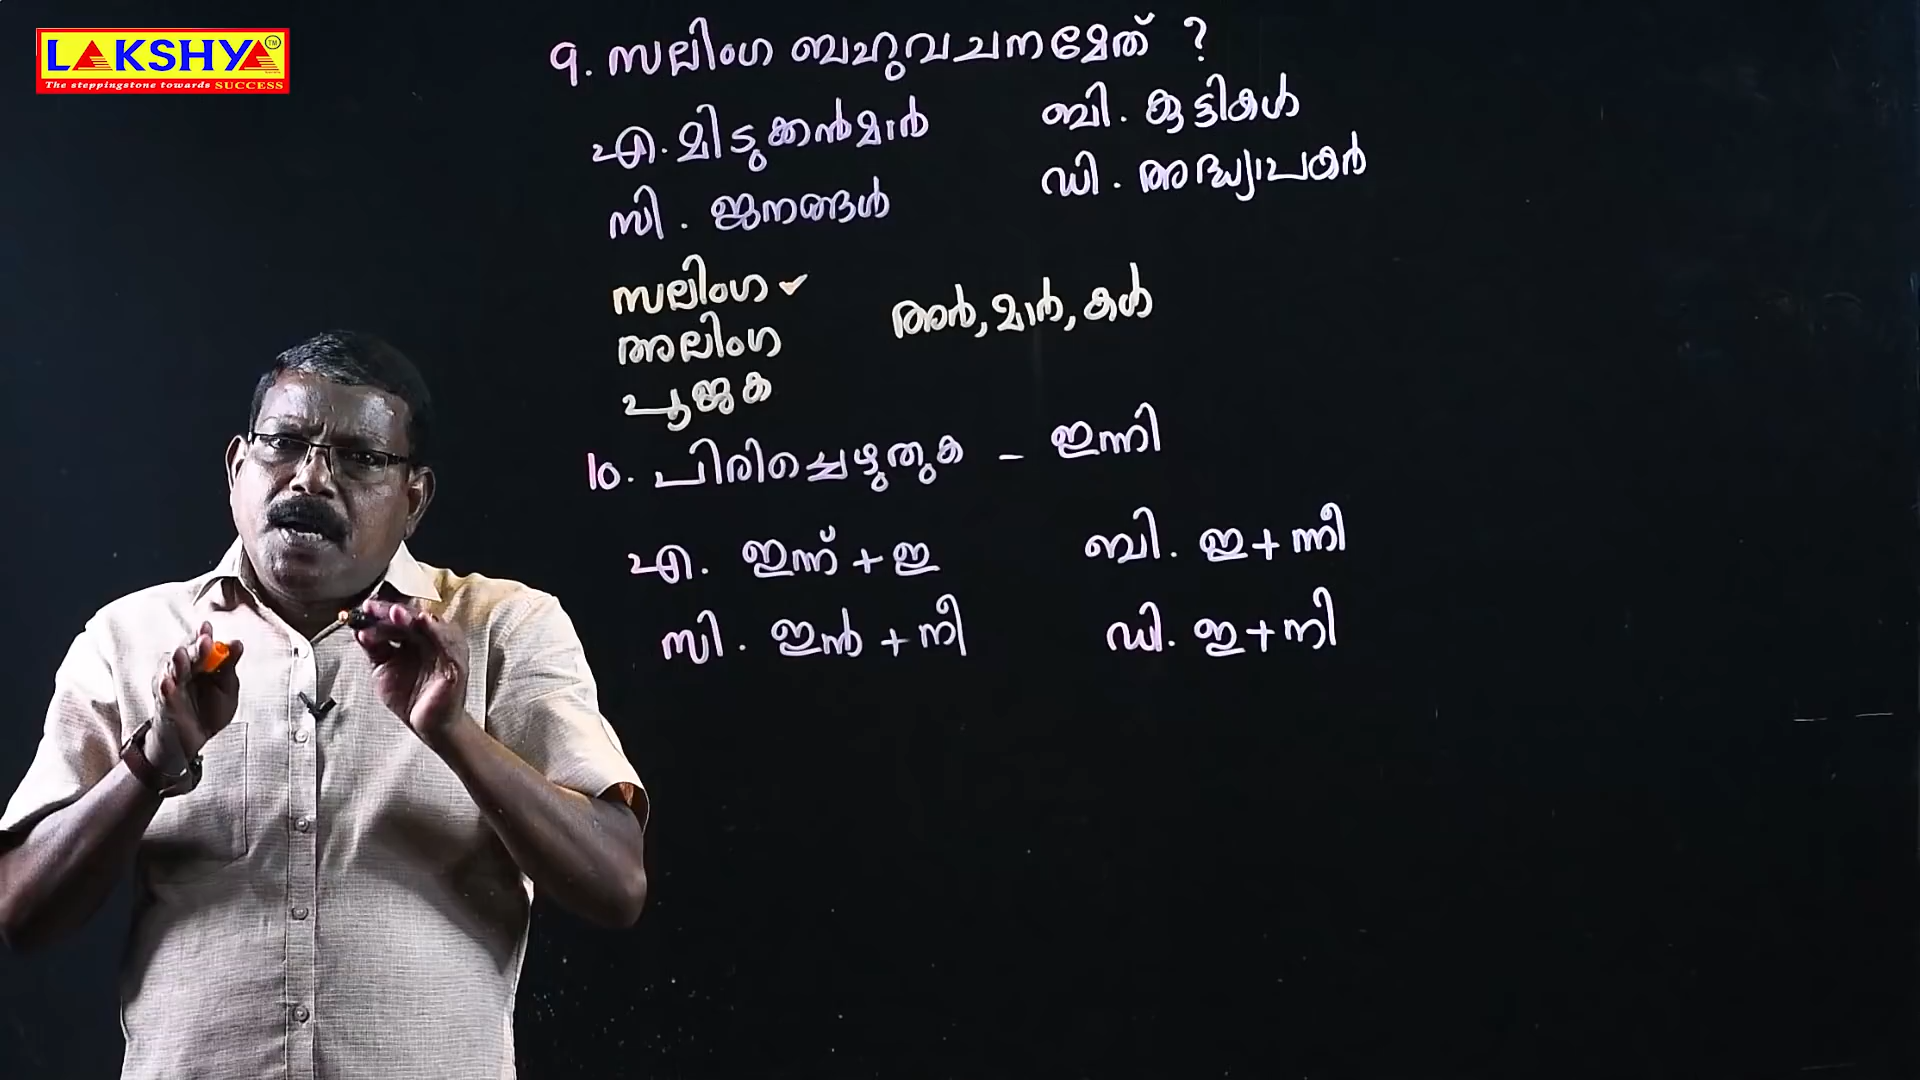 LAKSHYA TM
The steppingstone towards SUCCESS
9. സലിംഗ ബഹുവചനമേത് ?
എ. മിടുക്കൻമാർ ബി. കുട്ടികൾ
സി. ജനങ്ങൾ ഡി. അദ്ധ്യാപകർ
സലിംഗ ✓ അർ, മാർ, കൾ
അലിംഗ
പൂജക
10. പിരിച്ചെഴുതുക - ഇന്നി
എ. ഇന്ന് + ഇ ബി. ഇ + ന്നീ
സി. ഇൻ + നീ ഡി. ഇ + നി